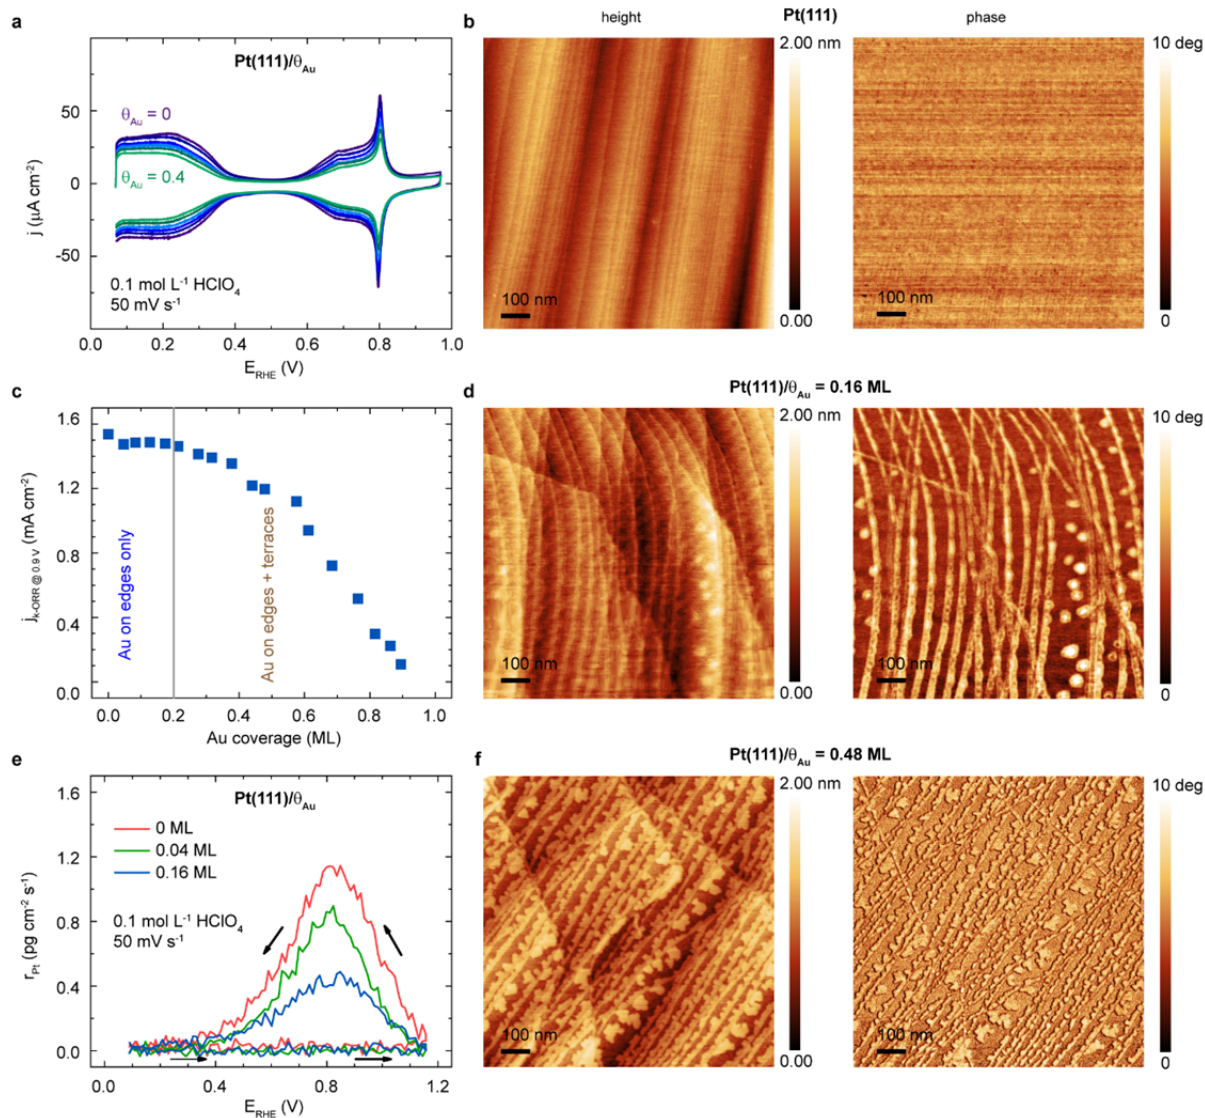 a
Pt(111)/θAu
θAu = 0
θAu = 0.4
0.1 mol L-1 HClO4
50 mV s-1
50
0
-50
j (μA cm-2)
0.0 0.2 0.4 0.6 0.8 1.0
ERHE (V)
b
height
Pt(111)
phase
2.00 nm
100 nm
0.00
10 deg
100 nm
0
c
1.6
1.2
0.8
0.4
0.0
jk-ORR @ 0.9 V (mA cm-2)
Au on edges only
Au on edges + terraces
0.0 0.2 0.4 0.6 0.8 1.0
Au coverage (ML)
d
Pt(111)/θAu = 0.16 ML
2.00 nm
100 nm
0.00
10 deg
100 nm
0
e
Pt(111)/θAu
0 ML
0.04 ML
0.16 ML
0.1 mol L-1 HClO4
50 mV s-1
1.6
1.2
0.8
0.4
0.0
rPt (pg cm-2 s-1)
0.0 0.4 0.8 1.2
ERHE (V)
f
Pt(111)/θAu = 0.48 ML
2.00 nm
100 nm
0.00
10 deg
100 nm
0